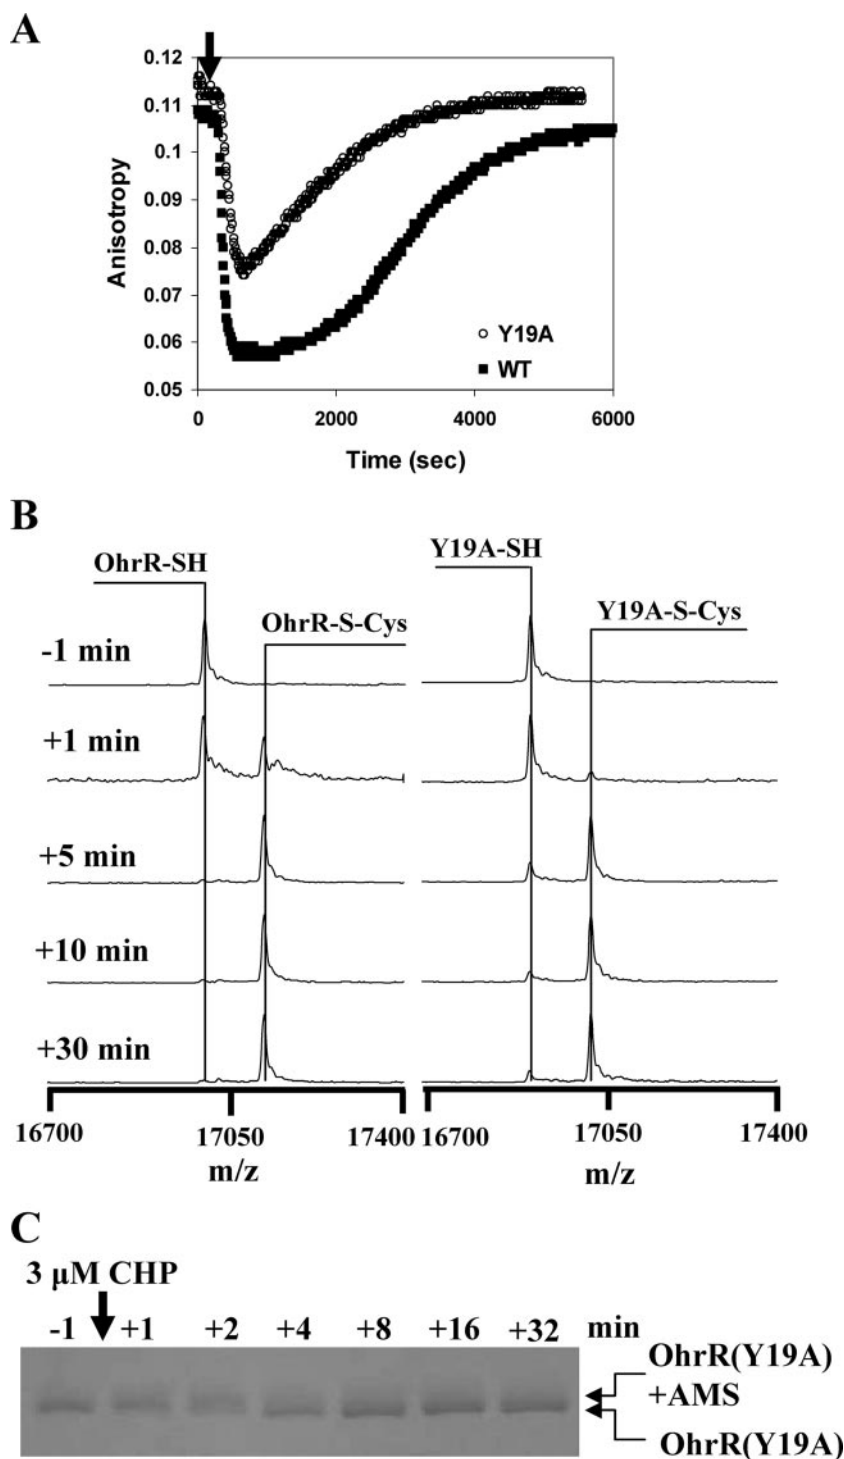 A
0.12
0.11
0.1
0.09
0.08
0.07
0.06
0.05
Anisotropy
Y19A
WT
0 2000 4000 6000
Time (sec)
B
OhrR-SH Y19A-SH
OhrR-S-Cys Y19A-S-Cys
-1 min
+1 min
+5 min
+10 min
+30 min
16700 17050 17400 16700 17050 17400
m/z m/z
C
3 µM CHP
-1 +1 +2 +4 +8 +16 +32 min
OhrR(Y19A)
+AMS
OhrR(Y19A)